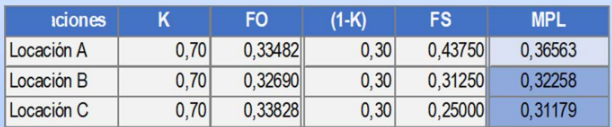 ciones K FO (1-K) FS MPL
Locación A 0,70 0,33482 0,30 0,43750 0,36563
Locación B 0,70 0,32690 0,30 0,31250 0,32258
Locación C 0,70 0,33828 0,30 0,25000 0,31179